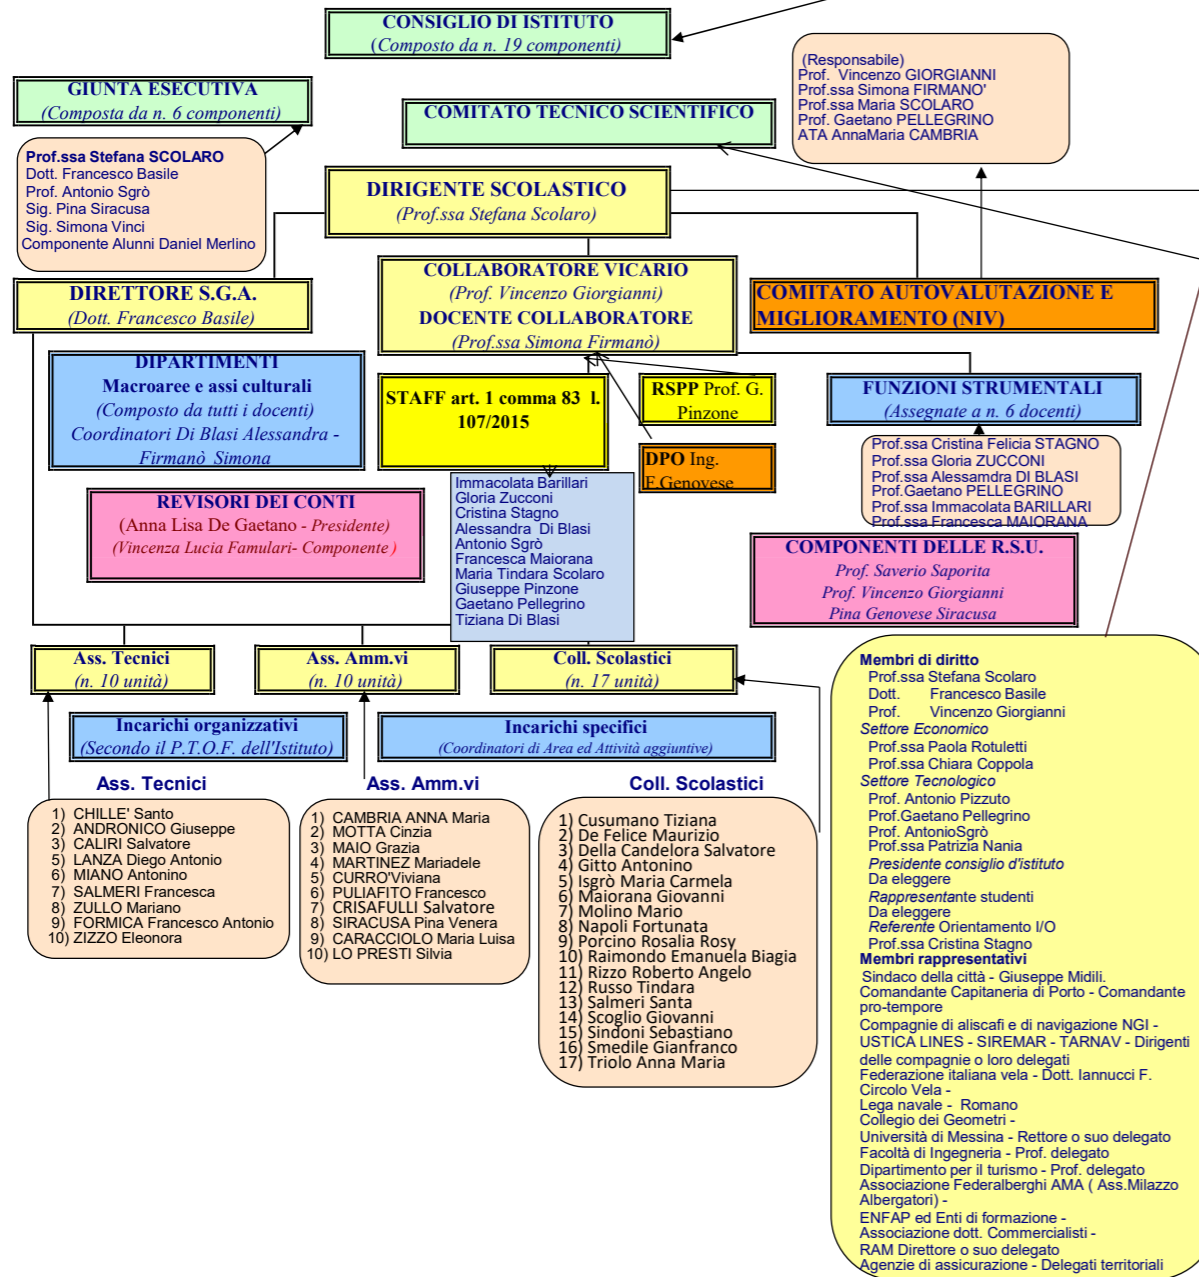 CONSIGLIO DI ISTITUTO
(Composto da n. 19 componenti)
GIUNTA ESECUTIVA
(Composta da n. 6 componenti)
COMITATO TECNICO SCIENTIFICO
(Responsabile)
Prof. Vincenzo GIORGIANNI
Prof.ssa Simona FIRMANO'
Prof.ssa Maria SCOLARO
Prof. Gaetano PELLEGRINO
ATA AnnaMaria CAMBRIA
Prof.ssa Stefana SCOLARO
Dott. Francesco Basile
Prof. Antonio Sgrò
Sig. Pina Siracusa
Sig. Simona Vinci
Componente Alunni Daniel Merlino
DIRIGENTE SCOLASTICO
(Prof.ssa Stefana Scolaro)
DIRETTORE S.G.A.
(Dott. Francesco Basile)
COLLABORATORE VICARIO
(Prof. Vincenzo Giorgianni)
DOCENTE COLLABORATORE
(Prof.ssa Simona Firmanò)
COMITATO AUTOVALUTAZIONE E
MIGLIORAMENTO (NIV)
DIPARTIMENTI
Macroaree e assi culturali
(Composto da tutti i docenti)
Coordinatori Di Blasi Alessandra -
Firmanò Simona
STAFF art. 1 comma 83 l.
107/2015
RSPP Prof. G.
Pinzone
DPO Ing.
F.Genovese
FUNZIONI STRUMENTALI
(Assegnate a n. 6 docenti)
Prof.ssa Cristina Felicia STAGNO
Prof.ssa Gloria ZUCCONI
Prof.ssa Alessamdra DI BLASI
Prof.Gaetano PELLEGRINO
Prof.ssa Immacolata BARILLARI
Prof.ssa Francesca MAIORANA
REVISORI DEI CONTI
(Anna Lisa De Gaetano - Presidente)
(Vincenza Lucia Famulari- Componente )
Immacolata Barillari
Gloria Zucconi
Cristina Stagno
Alessandra Di Blasi
Antonio Sgrò
Francesca Maiorana
Maria Tindara Scolaro
Giuseppe Pinzone
Gaetano Pellegrino
Tiziana Di Blasi
COMPONENTI DELLE R.S.U.
Prof. Saverio Saporita
Prof. Vincenzo Giorgianni
Pina Genovese Siracusa
Ass. Tecnici
(n. 10 unità)
Ass. Amm.vi
(n. 10 unità)
Coll. Scolastici
(n. 17 unità)
Incarichi organizzativi
(Secondo il P.T.O.F. dell'Istituto)
Incarichi specifici
(Coordinatori di Area ed Attività aggiuntive)
Ass. Tecnici
1) CHILLE' Santo
2) ANDRONICO Giuseppe
3) CALIRI Salvatore
5) LANZA Diego Antonio
6) MIANO Antonino
7) SALMERI Francesca
8) ZULLO Mariano
9) FORMICA Francesco Antonio
10) ZIZZO Eleonora
Ass. Amm.vi
1) CAMBRIA ANNA Maria
2) MOTTA Cinzia
3) MAIO Grazia
4) MARTINEZ Mariadele
5) CURRO'Viviana
6) PULIAFITO Francesco
7) CRISAFULLI Salvatore
8) SIRACUSA Pina Venera
9) CARACCIOLO Maria Luisa
10) LO PRESTI Silvia
Coll. Scolastici
1) Cusumano Tiziana
2) De Felice Maurizio
3) Della Candelora Salvatore
4) Gitto Antonino
5) Isgrò Maria Carmela
6) Maiorana Giovanni
7) Molino Mario
8) Napoli Fortunata
9) Porcino Rosalia Rosy
10) Raimondo Emanuela Biagia
11) Rizzo Roberto Angelo
12) Russo Tindara
13) Salmeri Santa
14) Scoglio Giovanni
15) Sindoni Sebastiano
16) Smedile Gianfranco
17) Triolo Anna Maria
Membri di diritto
Prof.ssa Stefana Scolaro
Dott. Francesco Basile
Prof. Vincenzo Giorgianni
Settore Economico
Prof.ssa Paola Rotuletti
Prof.ssa Chiara Coppola
Settore Tecnologico
Prof. Antonio Pizzuto
Prof.Gaetano Pellegrino
Prof. AntonioSgrò
Prof.ssa Patrizia Nania
Presidente consiglio d'istituto
Da eleggere
Rappresentante studenti
Da eleggere
Referente Orientamento I/O
Prof.ssa Cristina Stagno
Membri rappresentativi
Sindaco della città - Giuseppe Midili.
Comandante Capitaneria di Porto - Comandante
pro-tempore
Compagnie di aliscafi e di navigazione NGI -
USTICA LINES - SIREMAR - TARNAV - Dirigenti
delle compagnie o loro delegati
Federazione italiana vela - Dott. Iannucci F.
Circolo Vela -
Lega navale - Romano
Collegio dei Geometri -
Università di Messina - Rettore o suo delegato
Facoltà di Ingegneria - Prof. delegato
Dipartimento per il turismo - Prof. delegato
Associazione Federalberghi AMA ( Ass.Milazzo
Albergatori) -
ENFAP ed Enti di formazione -
Associazione dott. Commercialisti -
RAM Direttore o suo delegato
Agenzie di assicurazione - Delegati territoriali